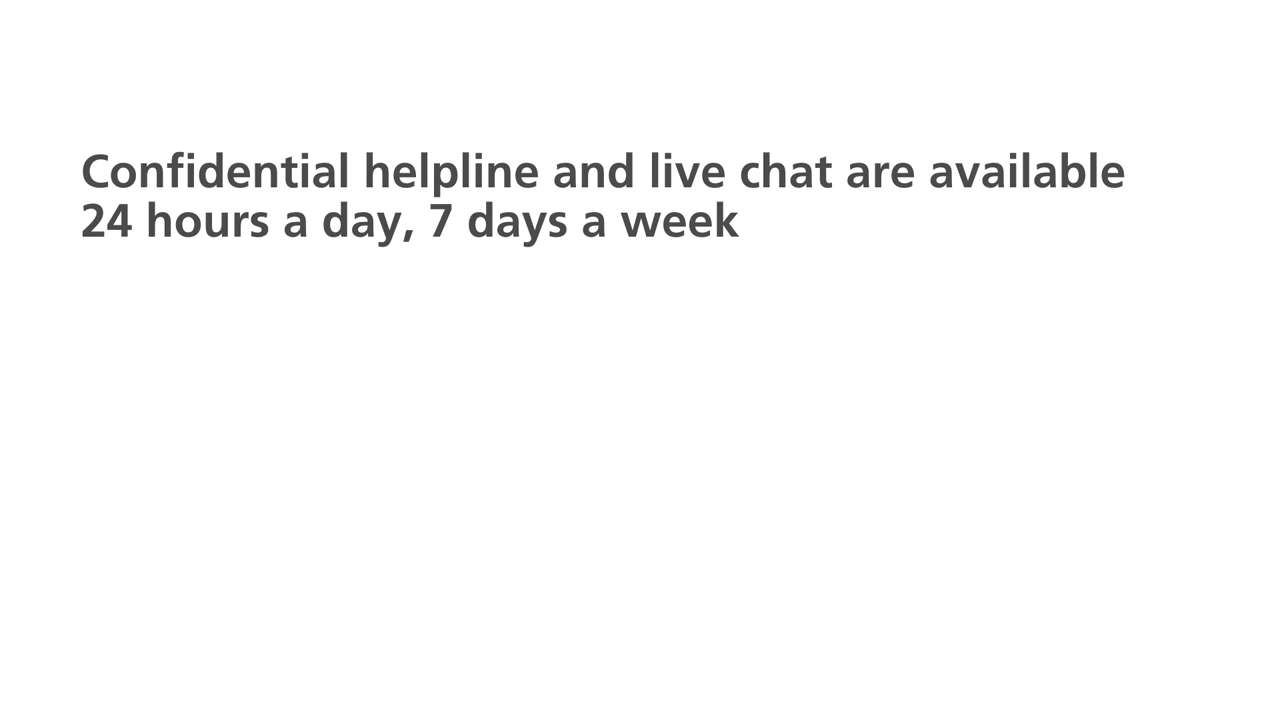 Confidential helpline and live chat are available
24 hours a day, 7 days a week